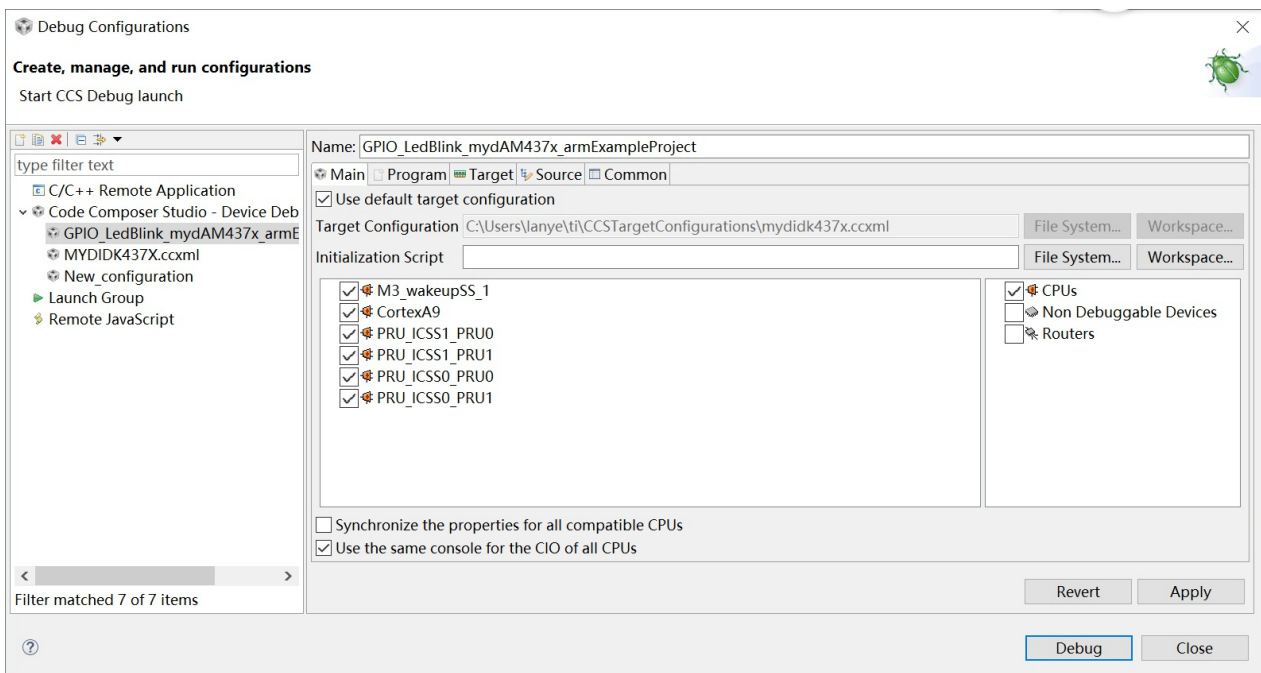 Debug Configurations
Create, manage, and run configurations
Start CCS Debug launch
type filter text
C/C++ Remote Application
Code Composer Studio - Device Deb
GPIO_LedBlink_mydAM437x_armE
MYDIDK437X.ccxml
New_configuration
Launch Group
Remote JavaScript
Filter matched 7 of 7 items
Name: GPIO_LedBlink_mydAM437x_armExampleProject
Main Program Target Source Common
Use default target configuration
Target Configuration C:\Users\lanye\ti\CCSTargetConfigurations\mydidk437x.ccxml File System... Workspace...
Initialization Script File System... Workspace...
M3_wakeupSS_1
CortexA9
PRU_ICSS1_PRU0
PRU_ICSS1_PRU1
PRU_ICSS0_PRU0
PRU_ICSS0_PRU1
CPUs
Non Debuggable Devices
Routers
Synchronize the properties for all compatible CPUs
Use the same console for the CIO of all CPUs
Revert Apply
Debug Close